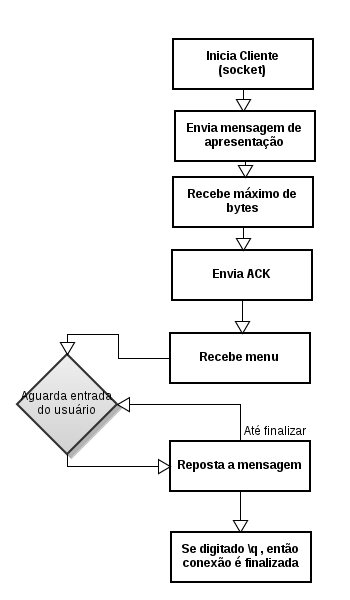 Inicia Cliente
(socket)
Envia mensagem de
apresentação
Recebe máximo de
bytes
Envia ACK
Recebe menu
Aguarda entrada
do usuário
Até finalizar
Reposta a mensagem
Se digitado \q , então
conexão é finalizada